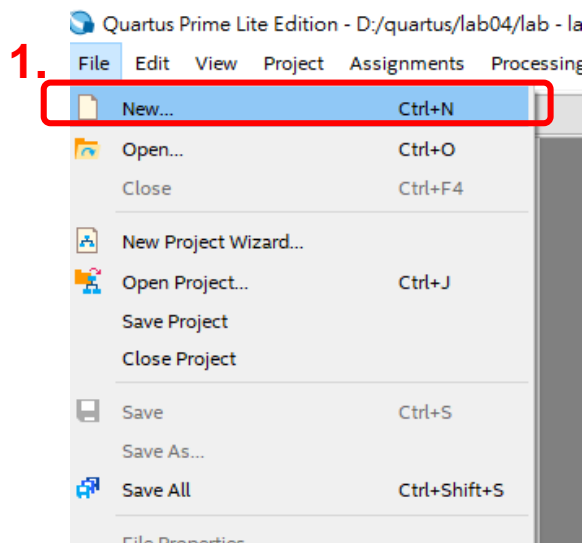 Quartus Prime Lite Edition - D:/quartus/lab04/lab - la
1.
File Edit View Project Assignments Processing
New... Ctrl+N
Open... Ctrl+O
Close Ctrl+F4
New Project Wizard...
Open Project... Ctrl+J
Save Project
Close Project
Save Ctrl+S
Save As...
Save All Ctrl+Shift+S
File Properties